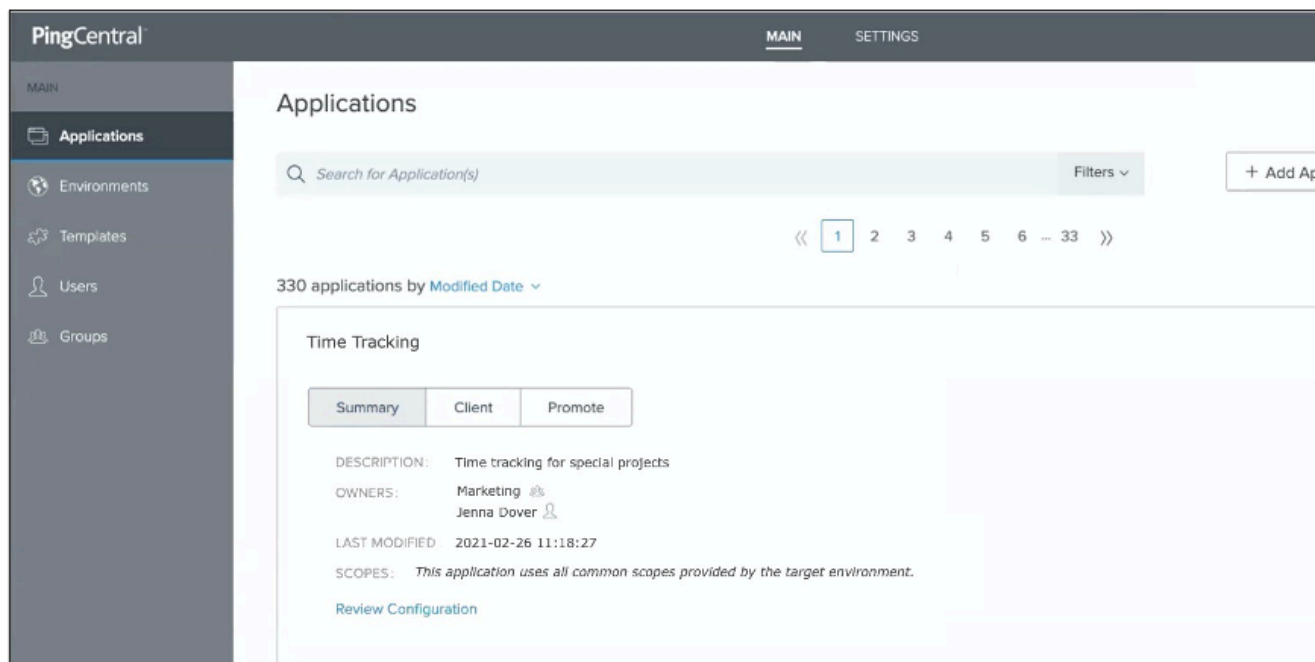 PingCentral
MAIN SETTINGS
MAIN
Applications
Environments
Templates
Users
Groups
Applications
Search for Application(s) Filters
+ Add Ap
« 1 2 3 4 5 6 ... 33 »
330 applications by Modified Date
Time Tracking
Summary Client Promote
DESCRIPTION: Time tracking for special projects
OWNERS: Marketing
Jenna Dover
LAST MODIFIED 2021-02-26 11:18:27
SCOPES: This application uses all common scopes provided by the target environment.
Review Configuration